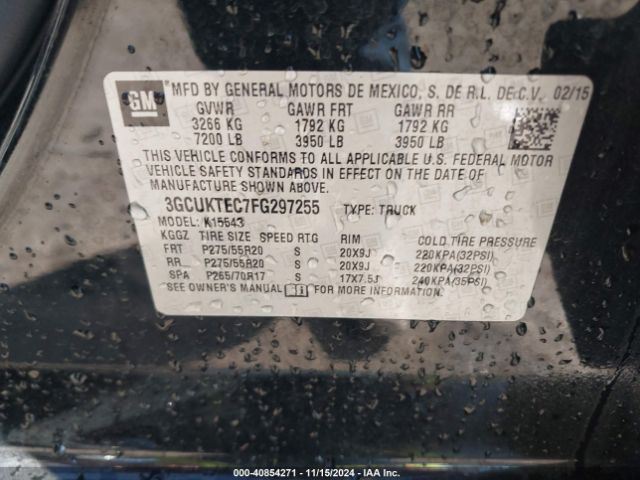 GM MFD BY GENERAL MOTORS DE MEXICO, S. DE R.L. DE C.V. 02/15
GVWR GAWR FRT GAWR RR
3266 KG 1792 KG 1792 KG
7200 LB 3950 LB 3950 LB
THIS VEHICLE CONFORMS TO ALL APPLICABLE U.S. FEDERAL MOTOR
VEHICLE SAFETY STANDARDS IN EFFECT ON THE DATE OF
MANUFACTURE SHOWN ABOVE.
3GCUKTEC7FG297255 TYPE: TRUCK
MODEL: K15543
KGGZ TIRE SIZE SPEED RTG RIM COLD TIRE PRESSURE
FRT P275/55R20 S 20X9J 220KPA(32PSI)
RR P275/55R20 S 20X9J 220KPA(32PSI)
SPA P265/70R17 S 17X7.5J 240KPA(35PSI)
SEE OWNER'S MANUAL FOR MORE INFORMATION.
000-40854271 - 11/15/2024 - IAA Inc.